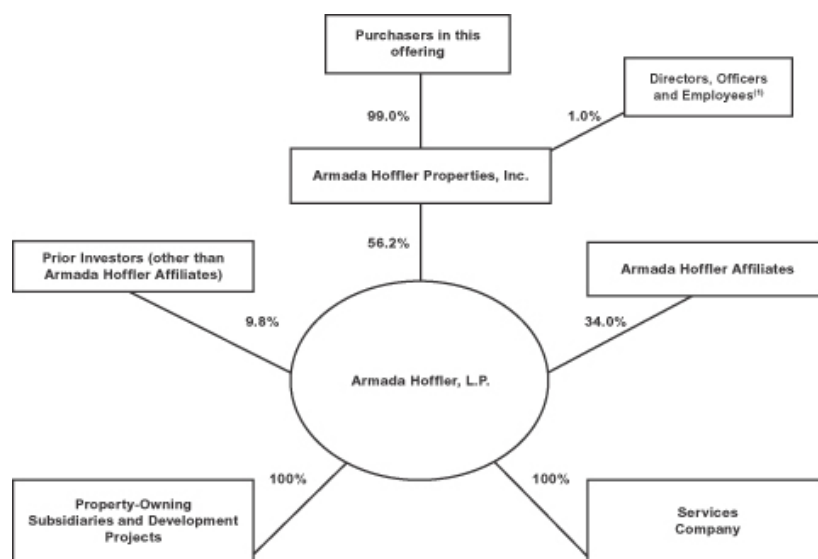 Purchasers in this
offering
Directors, Officers
and Employees(1)
99.0%
1.0%
Armada Hoffler Properties, Inc.
56.2%
Prior Investors (other than
Armada Hoffler Affiliates)
Armada Hoffler Affiliates
9.8%
34.0%
Armada Hoffler, L.P.
100%
100%
Property-Owning
Subsidiaries and Development
Projects
Services
Company